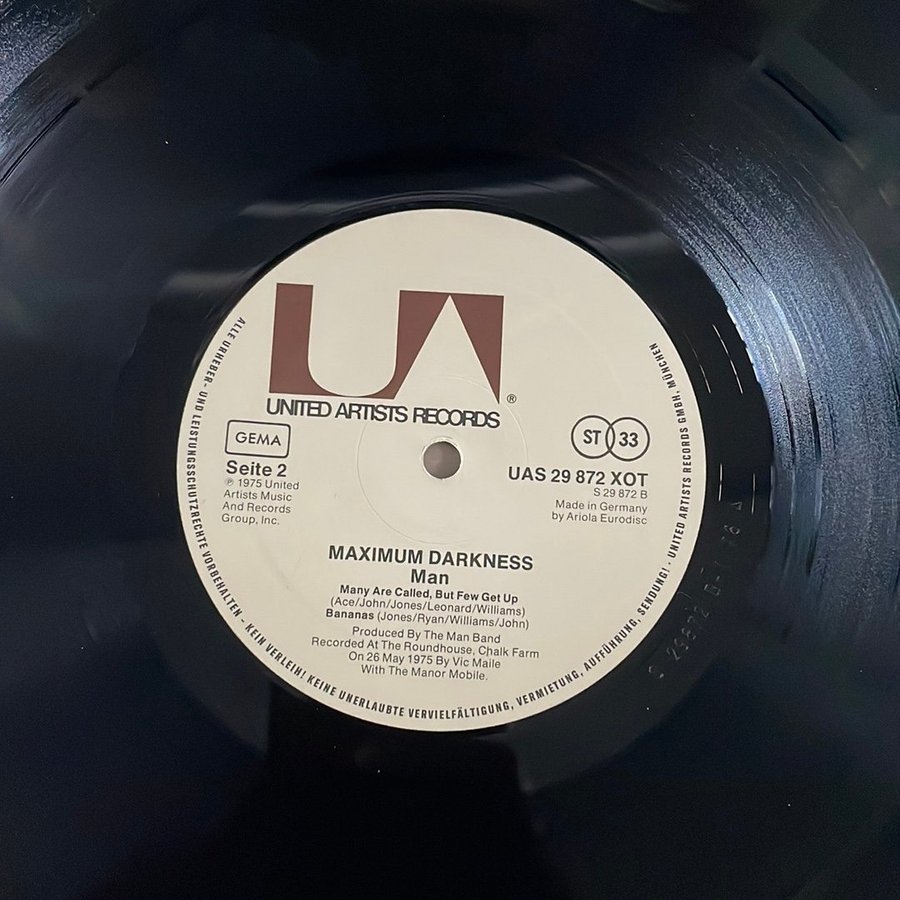 UA
UNITED ARTISTS RECORDS®
GEMA
Seite 2
℗ 1975 United
Artists Music
And Records
Group, Inc.
ST 33
UAS 29 872 XOT
S 29 872 B
Made in Germany
by Ariola Eurodisc
MAXIMUM DARKNESS
Man
Many Are Called, But Few Get Up
(Ace/John/Jones/Leonard/Williams)
Bananas (Jones/Ryan/Williams/John)
Produced By The Man Band
Recorded At The Roundhouse, Chalk Farm
On 26 May 1975 By Vic Maile
With The Manor Mobile.
ALLE URHEBER- UND LEISTUNGSSCHUTZRECHTE VORBEHALTEN - KEIN VERLEIH! KEINE UNERLAUBTE VERVIELFÄLTIGUNG, VERMIETUNG, AUFFÜHRUNG, SENDUNG! · UNITED ARTISTS RECORDS GMBH, MÜNCHEN